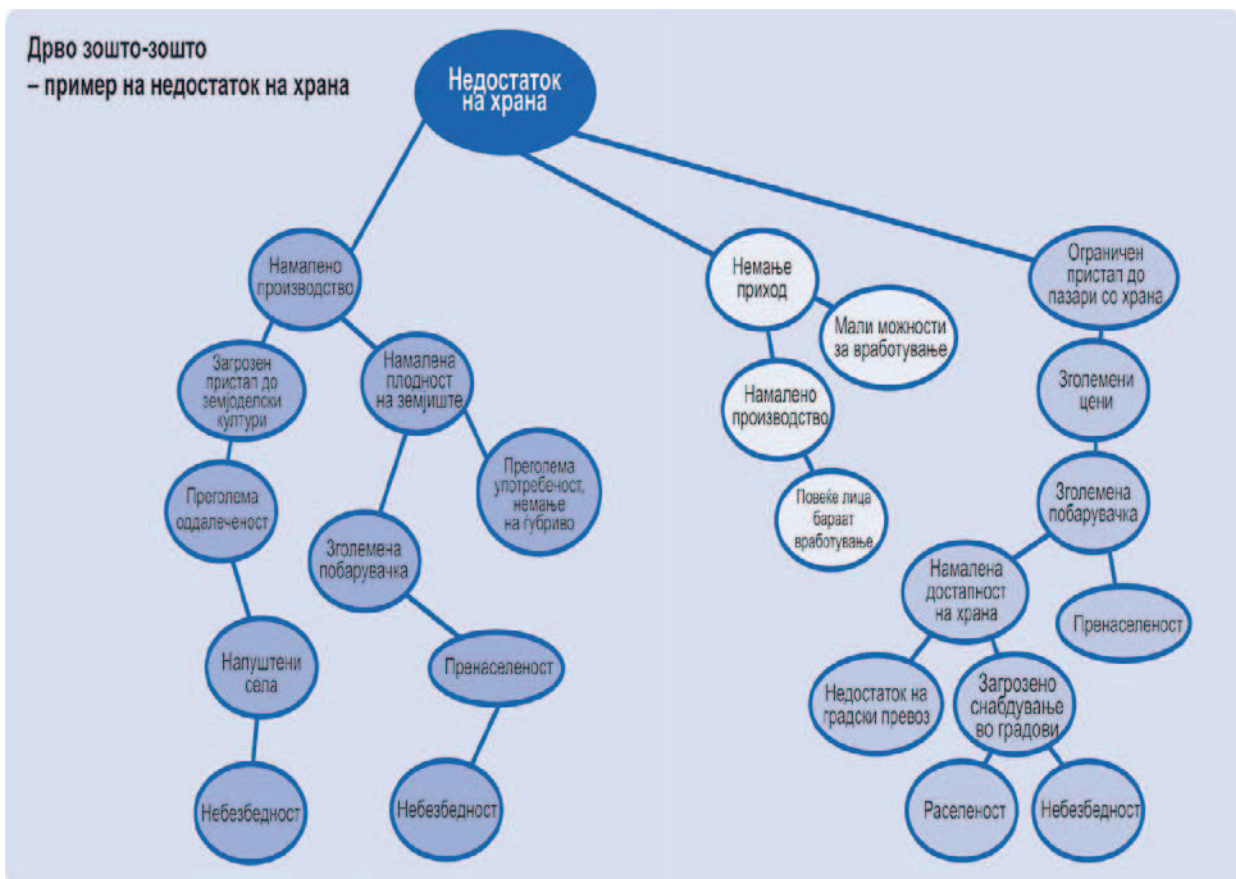 Дрво зошто-зошто
– пример на недостаток на храна
Недостаток
на храна
Намалено
производство
Загрозен
пристап до
земјоделски
култури
Преголема
оддалеченост
Напуштени
села
Небезбедност
Намалена
плодност
на земјиште
Преголема
употребеност,
немање
на ѓубриво
Зголемена
побарувачка
Пренаселеност
Небезбедност
Немање
приход
Мали можности
за вработување
Намалено
производство
Повеќе лица
бараат
вработување
Ограничен
пристап до
пазари со храна
Зголемени
цени
Зголемена
побарувачка
Намалена
достапност
на храна
Пренаселеност
Недостаток на
градски превоз
Загрозено
снабдување
во градови
Раселеност
Небезбедност